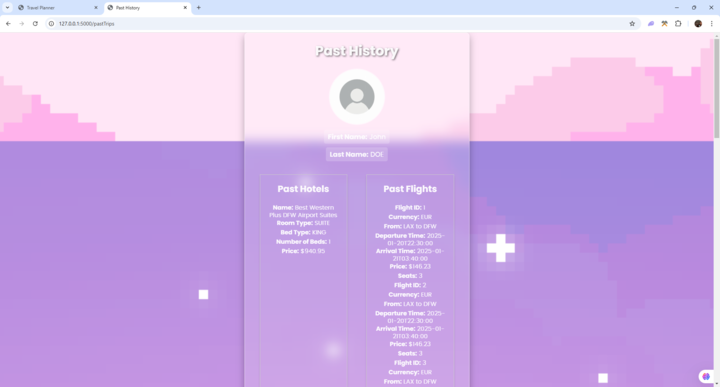 Travel Planner
Past History
127.0.0.1:5000/pastTrips
Past History
First Name: John
Last Name: DOE
Past Hotels
Name: Best Western
Plus DFW Airport Suites
Room Type: SUITE
Bed Type: KING
Number of Beds: 1
Price: $940.95
Past Flights
Flight ID: 1
Currency: EUR
From: LAX to DFW
Departure Time: 2025-
01-20T22:30:00
Arrival Time: 2025-01-
21T03:40:00
Price: $146.23
Seats: 3
Flight ID: 2
Currency: EUR
From: LAX to DFW
Departure Time: 2025-
01-20T22:30:00
Arrival Time: 2025-01-
21T03:40:00
Price: $146.23
Seats: 3
Flight ID: 3
Currency: EUR
From: LAX to DFW